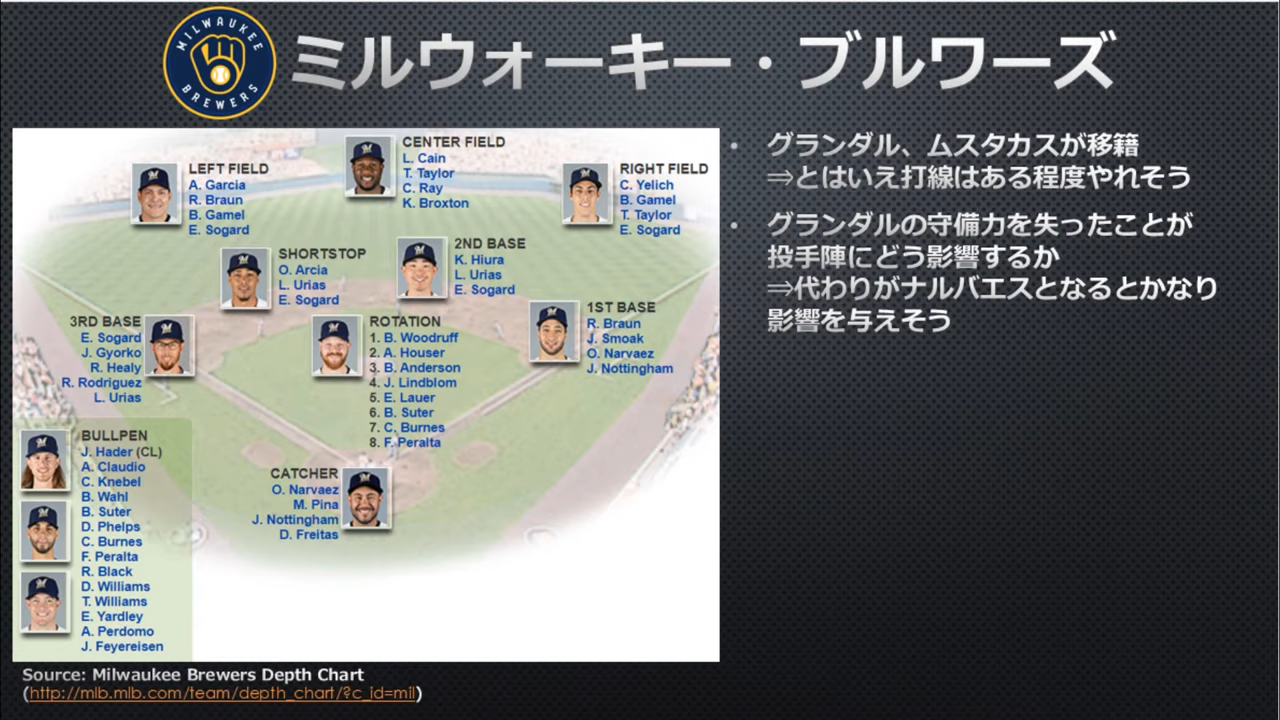 MILWAUKEE
BREWERS
ミルウォーキー・ブルワーズ
LEFT FIELD
A. Garcia
R. Braun
B. Gamel
E. Sogard
CENTER FIELD
L. Cain
T. Taylor
C. Ray
K. Broxton
RIGHT FIELD
C. Yelich
B. Gamel
T. Taylor
E. Sogard
SHORTSTOP
O. Arcia
L. Urias
E. Sogard
2ND BASE
K. Hiura
L. Urias
E. Sogard
3RD BASE
E. Sogard
J. Gyorko
R. Healy
R. Rodriguez
L. Urias
ROTATION
1. B. Woodruff
2. A. Houser
3. B. Anderson
4. J. Lindblom
5. E. Lauer
6. B. Suter
7. C. Burnes
8. F. Peralta
1ST BASE
R. Braun
J. Smoak
O. Narvaez
J. Nottingham
BULLPEN
J. Hader (CL)
A. Claudio
C. Knebel
B. Wahl
B. Suter
D. Phelps
C. Burnes
F. Peralta
R. Black
D. Williams
T. Williams
E. Yardley
A. Perdomo
J. Feyereisen
CATCHER
O. Narvaez
M. Pina
J. Nottingham
D. Freitas
• グランダル、ムスタカスが移籍
⇒とはいえ打線はある程度やれそう
• グランダルの守備力を失ったことが
投手陣にどう影響するか
⇒代わりがナルバエスとなるとかなり
影響を与えそう
Source: Milwaukee Brewers Depth Chart
(http://mlb.mlb.com/team/depth_chart/?c_id=mil)